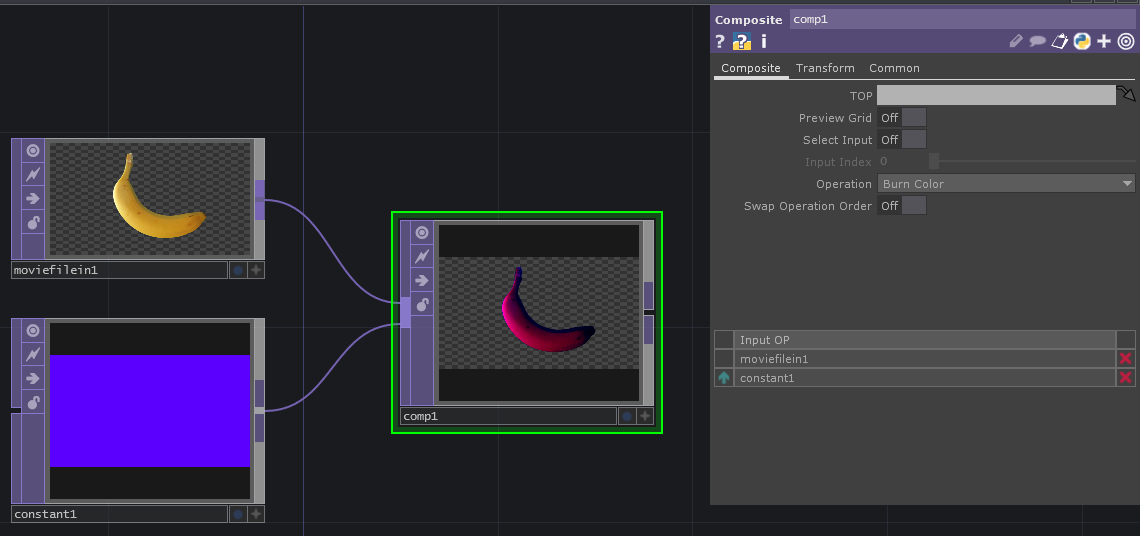 Composite comp1
? ? i
Composite Transform Common
TOP
Preview Grid Off
Select Input Off
Input Index 0
Operation Burn Color
Swap Operation Order Off
moviefilein1
comp1
constant1
Input OP
moviefilein1
constant1